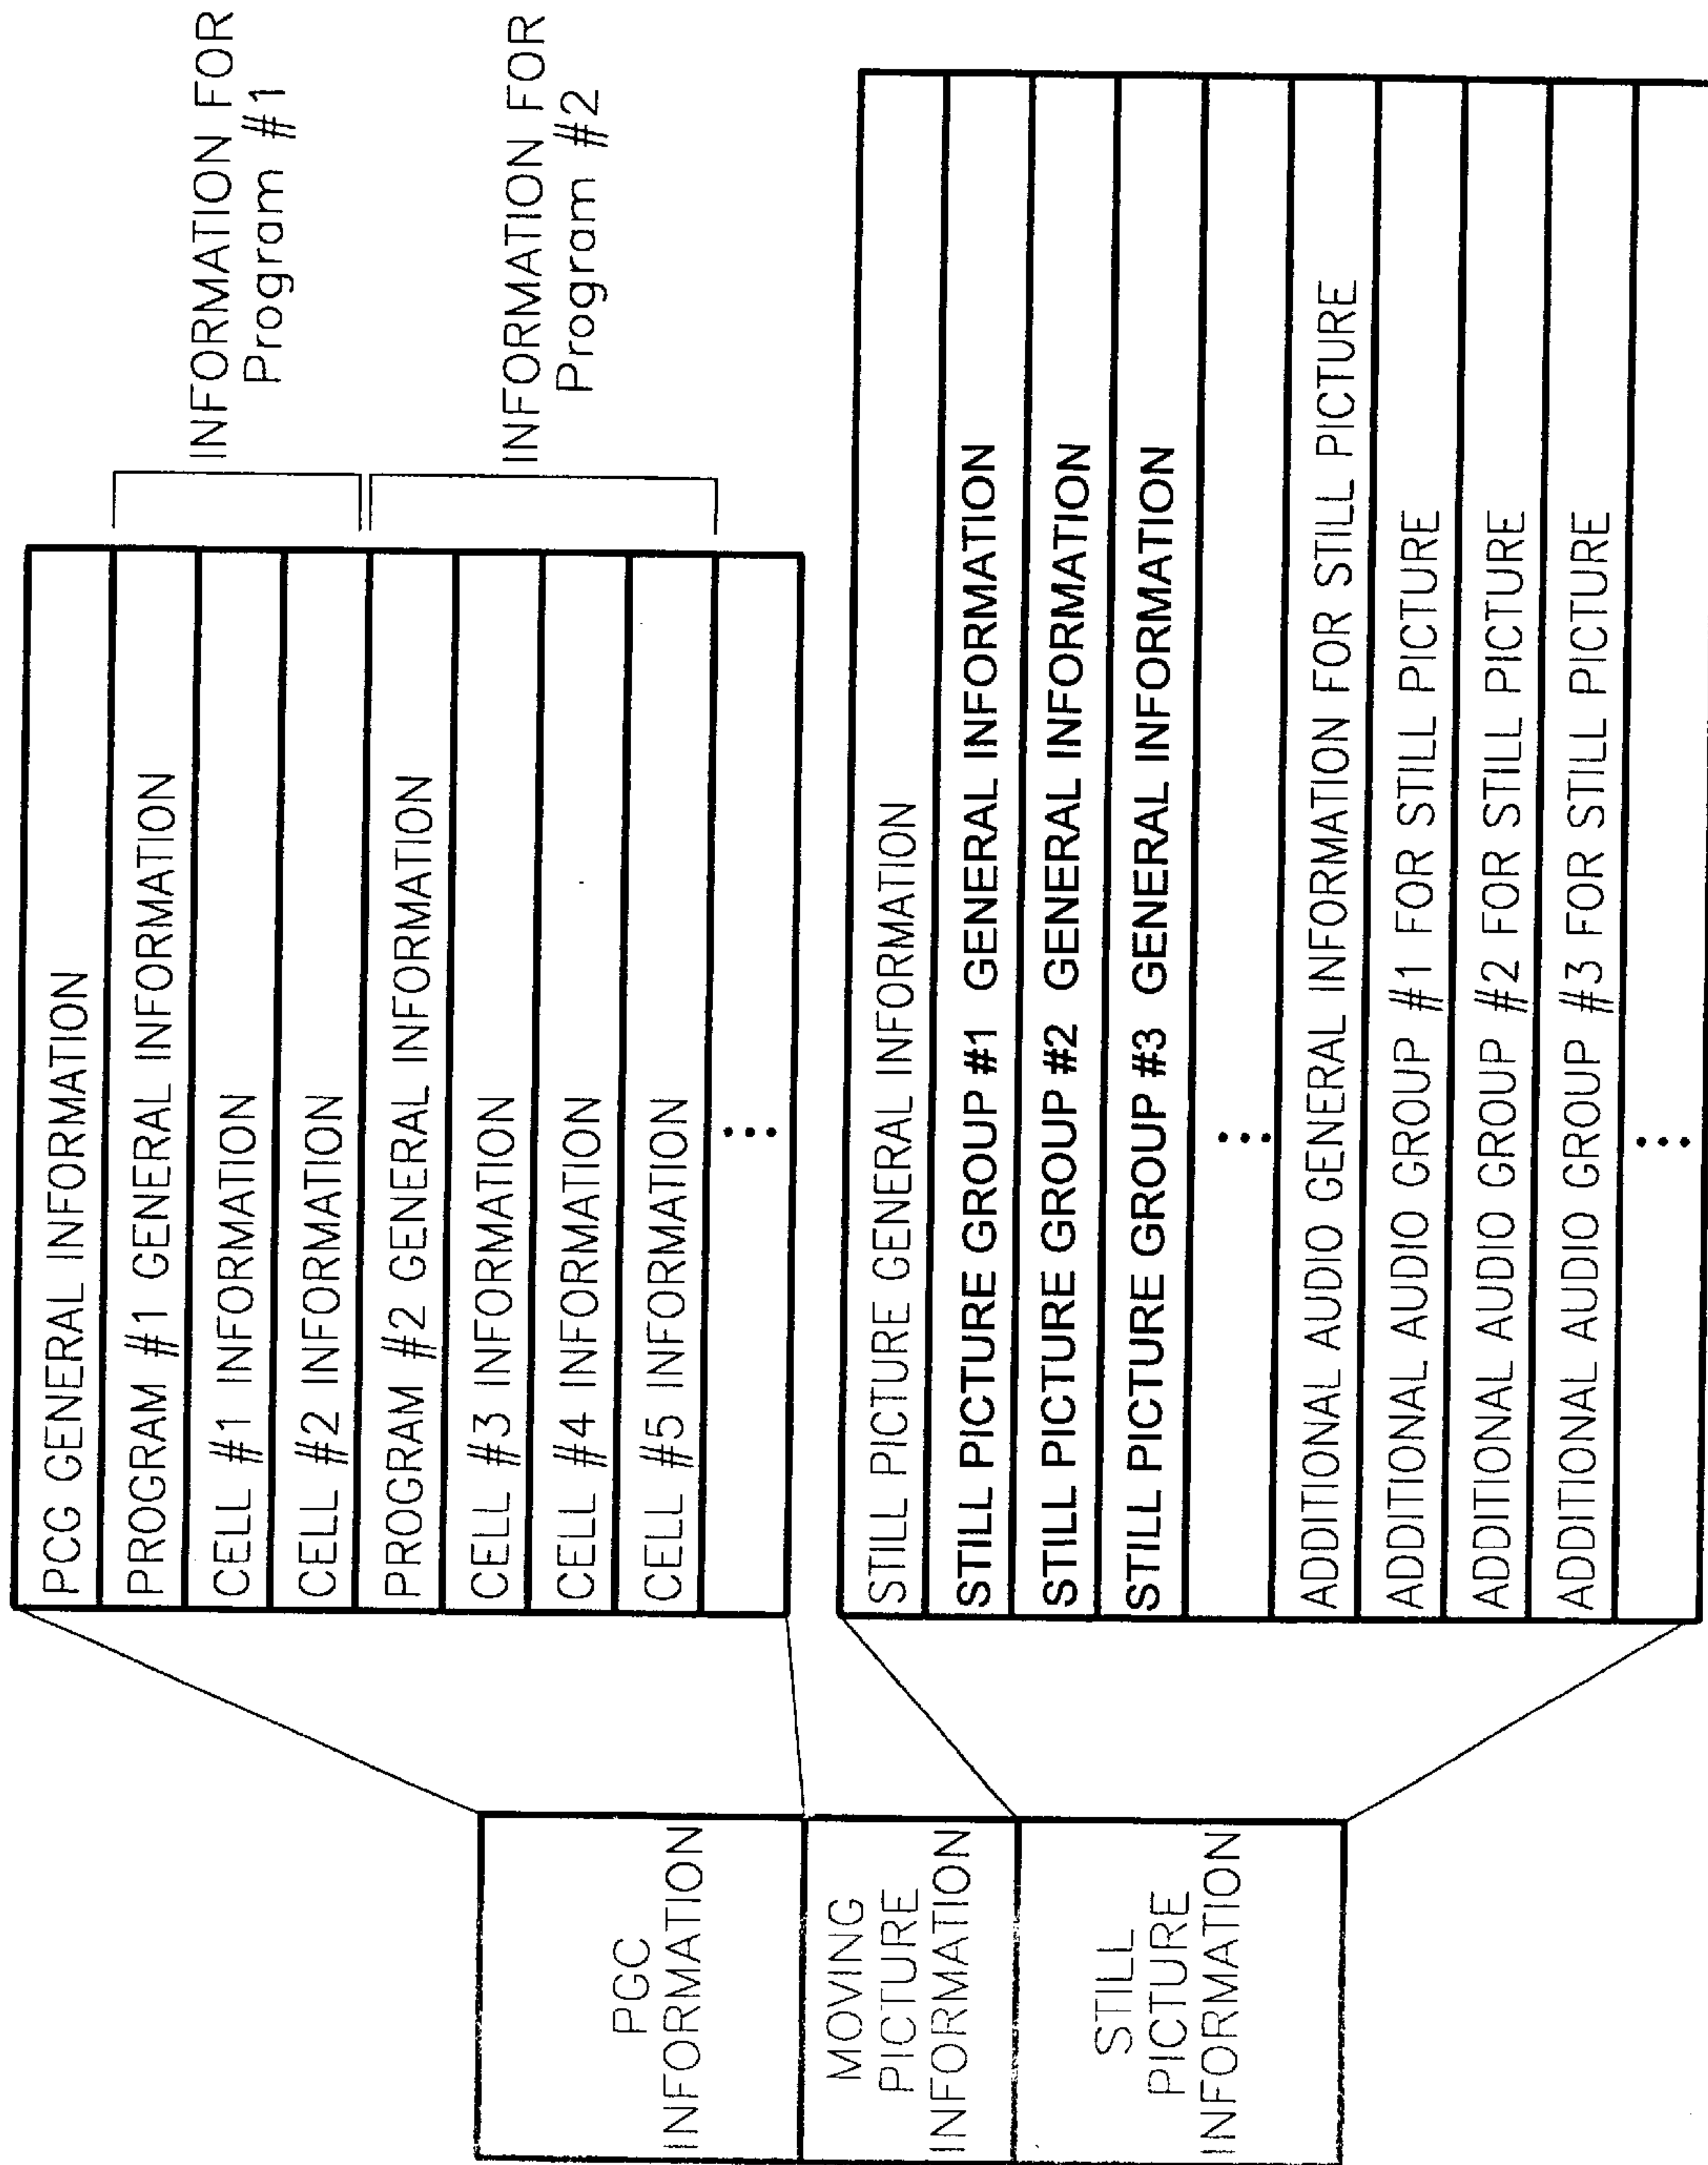 PGC
INFORMATION
MOVING
PICTURE
INFORMATION
STILL
PICTURE
INFORMATION
PCG GENERAL INFORMATION
PROGRAM #1 GENERAL INFORMATION
CELL #1 INFORMATION
CELL #2 INFORMATION
PROGRAM #2 GENERAL INFORMATION
CELL #3 INFORMATION
CELL #4 INFORMATION
CELL #5 INFORMATION
...
INFORMATION FOR
Program #1
INFORMATION FOR
Program #2
STILL PICTURE GENERAL INFORMATION
STILL PICTURE GROUP #1 GENERAL INFORMATION
STILL PICTURE GROUP #2 GENERAL INFORMATION
STILL PICTURE GROUP #3 GENERAL INFORMATION
...
ADDITIONAL AUDIO GENERAL INFORMATION FOR STILL PICTURE
ADDITIONAL AUDIO GROUP #1 FOR STILL PICTURE
ADDITIONAL AUDIO GROUP #2 FOR STILL PICTURE
ADDITIONAL AUDIO GROUP #3 FOR STILL PICTURE
...